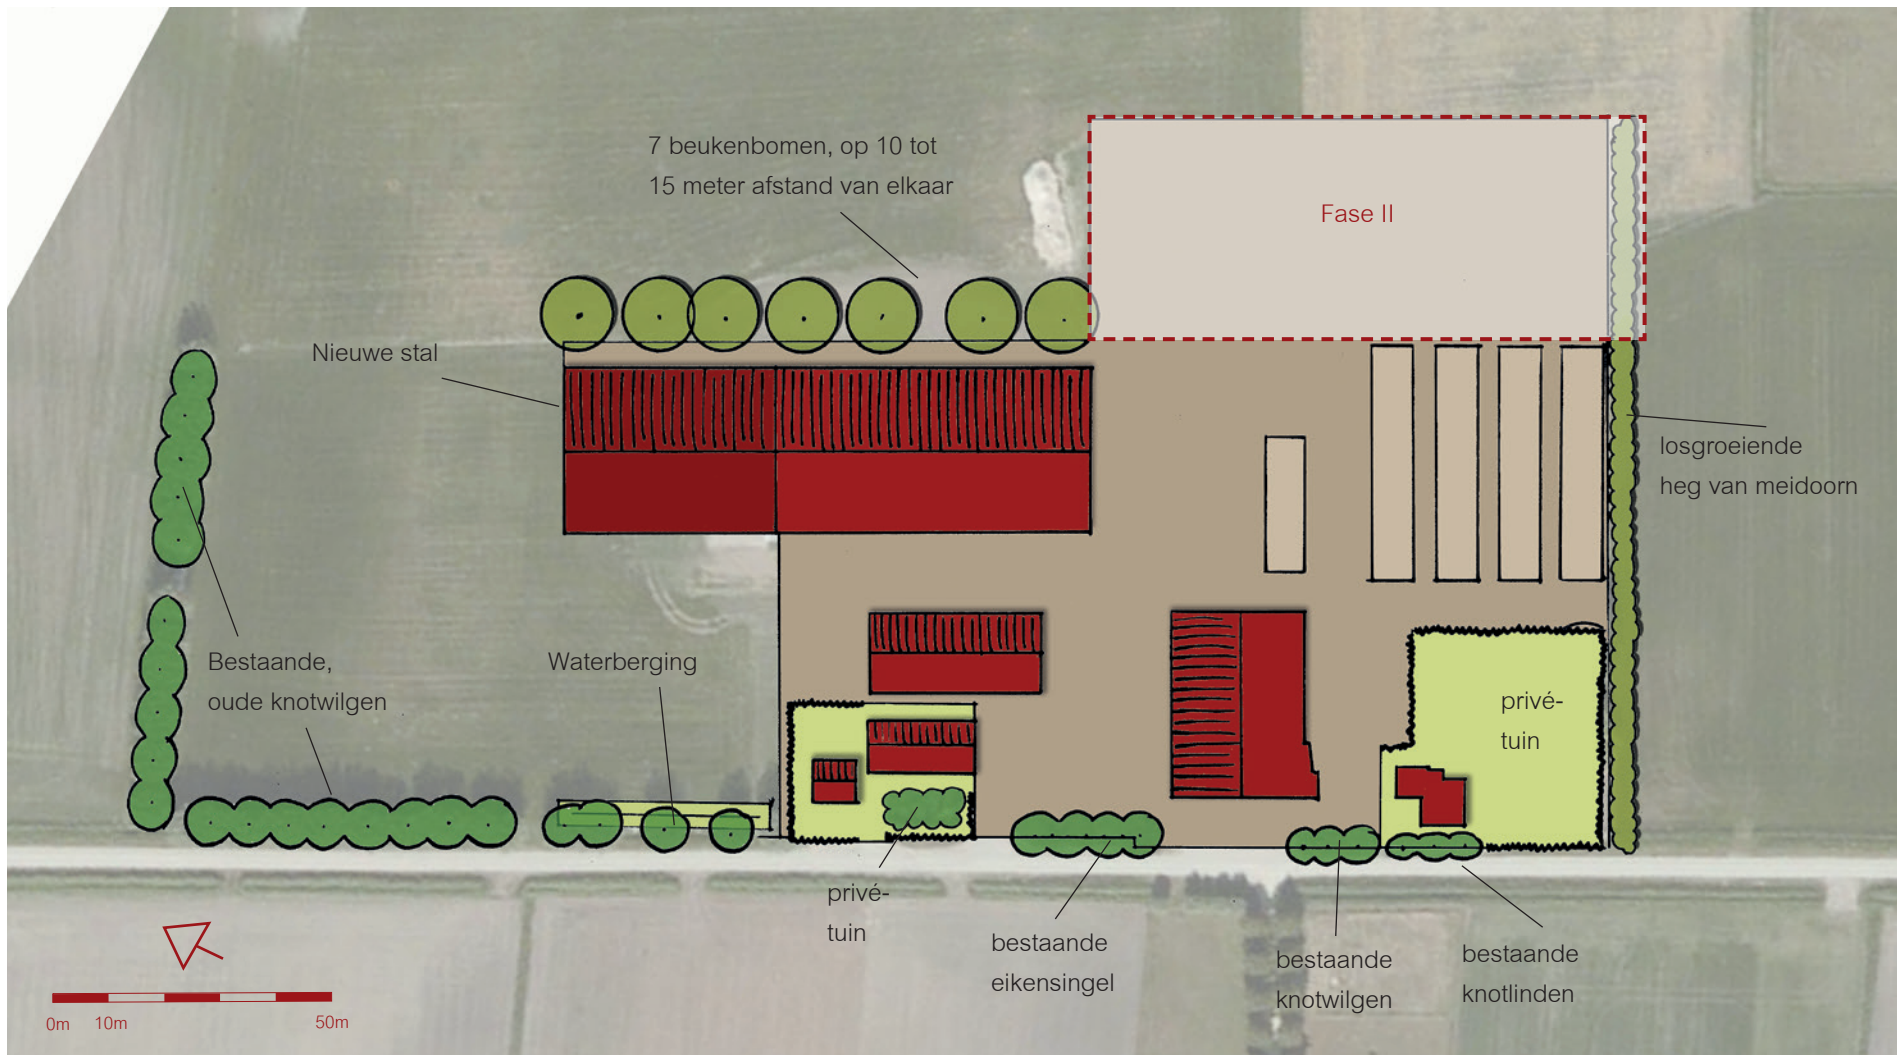 7 beukenbomen, op 10 tot
15 meter afstand van elkaar
Fase II
Nieuwe stal
losgroeiende
heg van meidoorn
Bestaande,
oude knotwilgen
Waterberging
privé-
tuin
privé-
tuin
bestaande
eikensingel
bestaande
knotwilgen
bestaande
knotlinden
0m 10m 50m